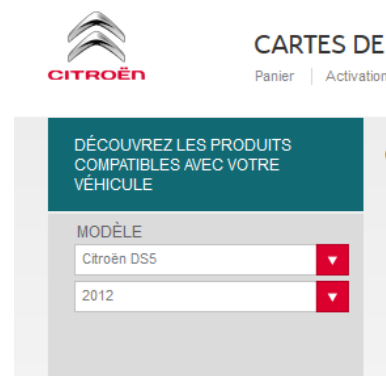 CITROËN
CARTES DE
Panier | Activation
DÉCOUVREZ LES PRODUITS
COMPATIBLES AVEC VOTRE
VÉHICULE
MODÈLE
Citroën DS5
2012